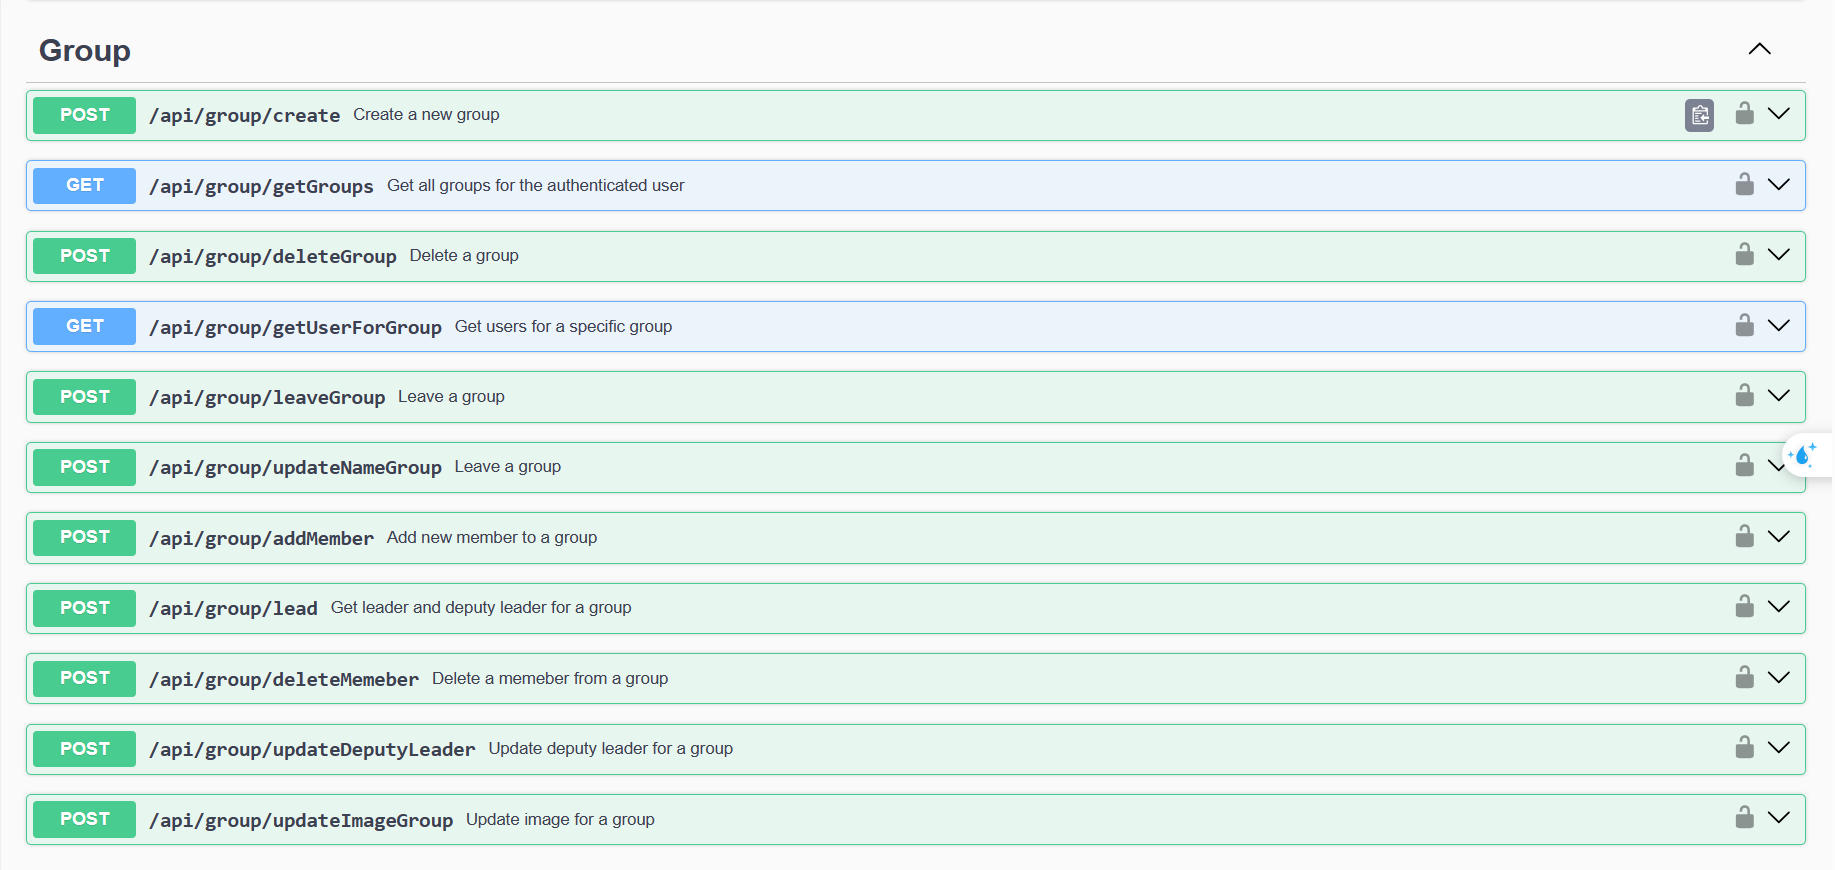 Group
POST /api/group/create Create a new group
GET /api/group/getGroups Get all groups for the authenticated user
POST /api/group/deleteGroup Delete a group
GET /api/group/getUserForGroup Get users for a specific group
POST /api/group/leaveGroup Leave a group
POST /api/group/updateNameGroup Leave a group
POST /api/group/addMember Add new member to a group
POST /api/group/lead Get leader and deputy leader for a group
POST /api/group/deleteMemeber Delete a memeber from a group
POST /api/group/updateDeputyLeader Update deputy leader for a group
POST /api/group/updateImageGroup Update image for a group